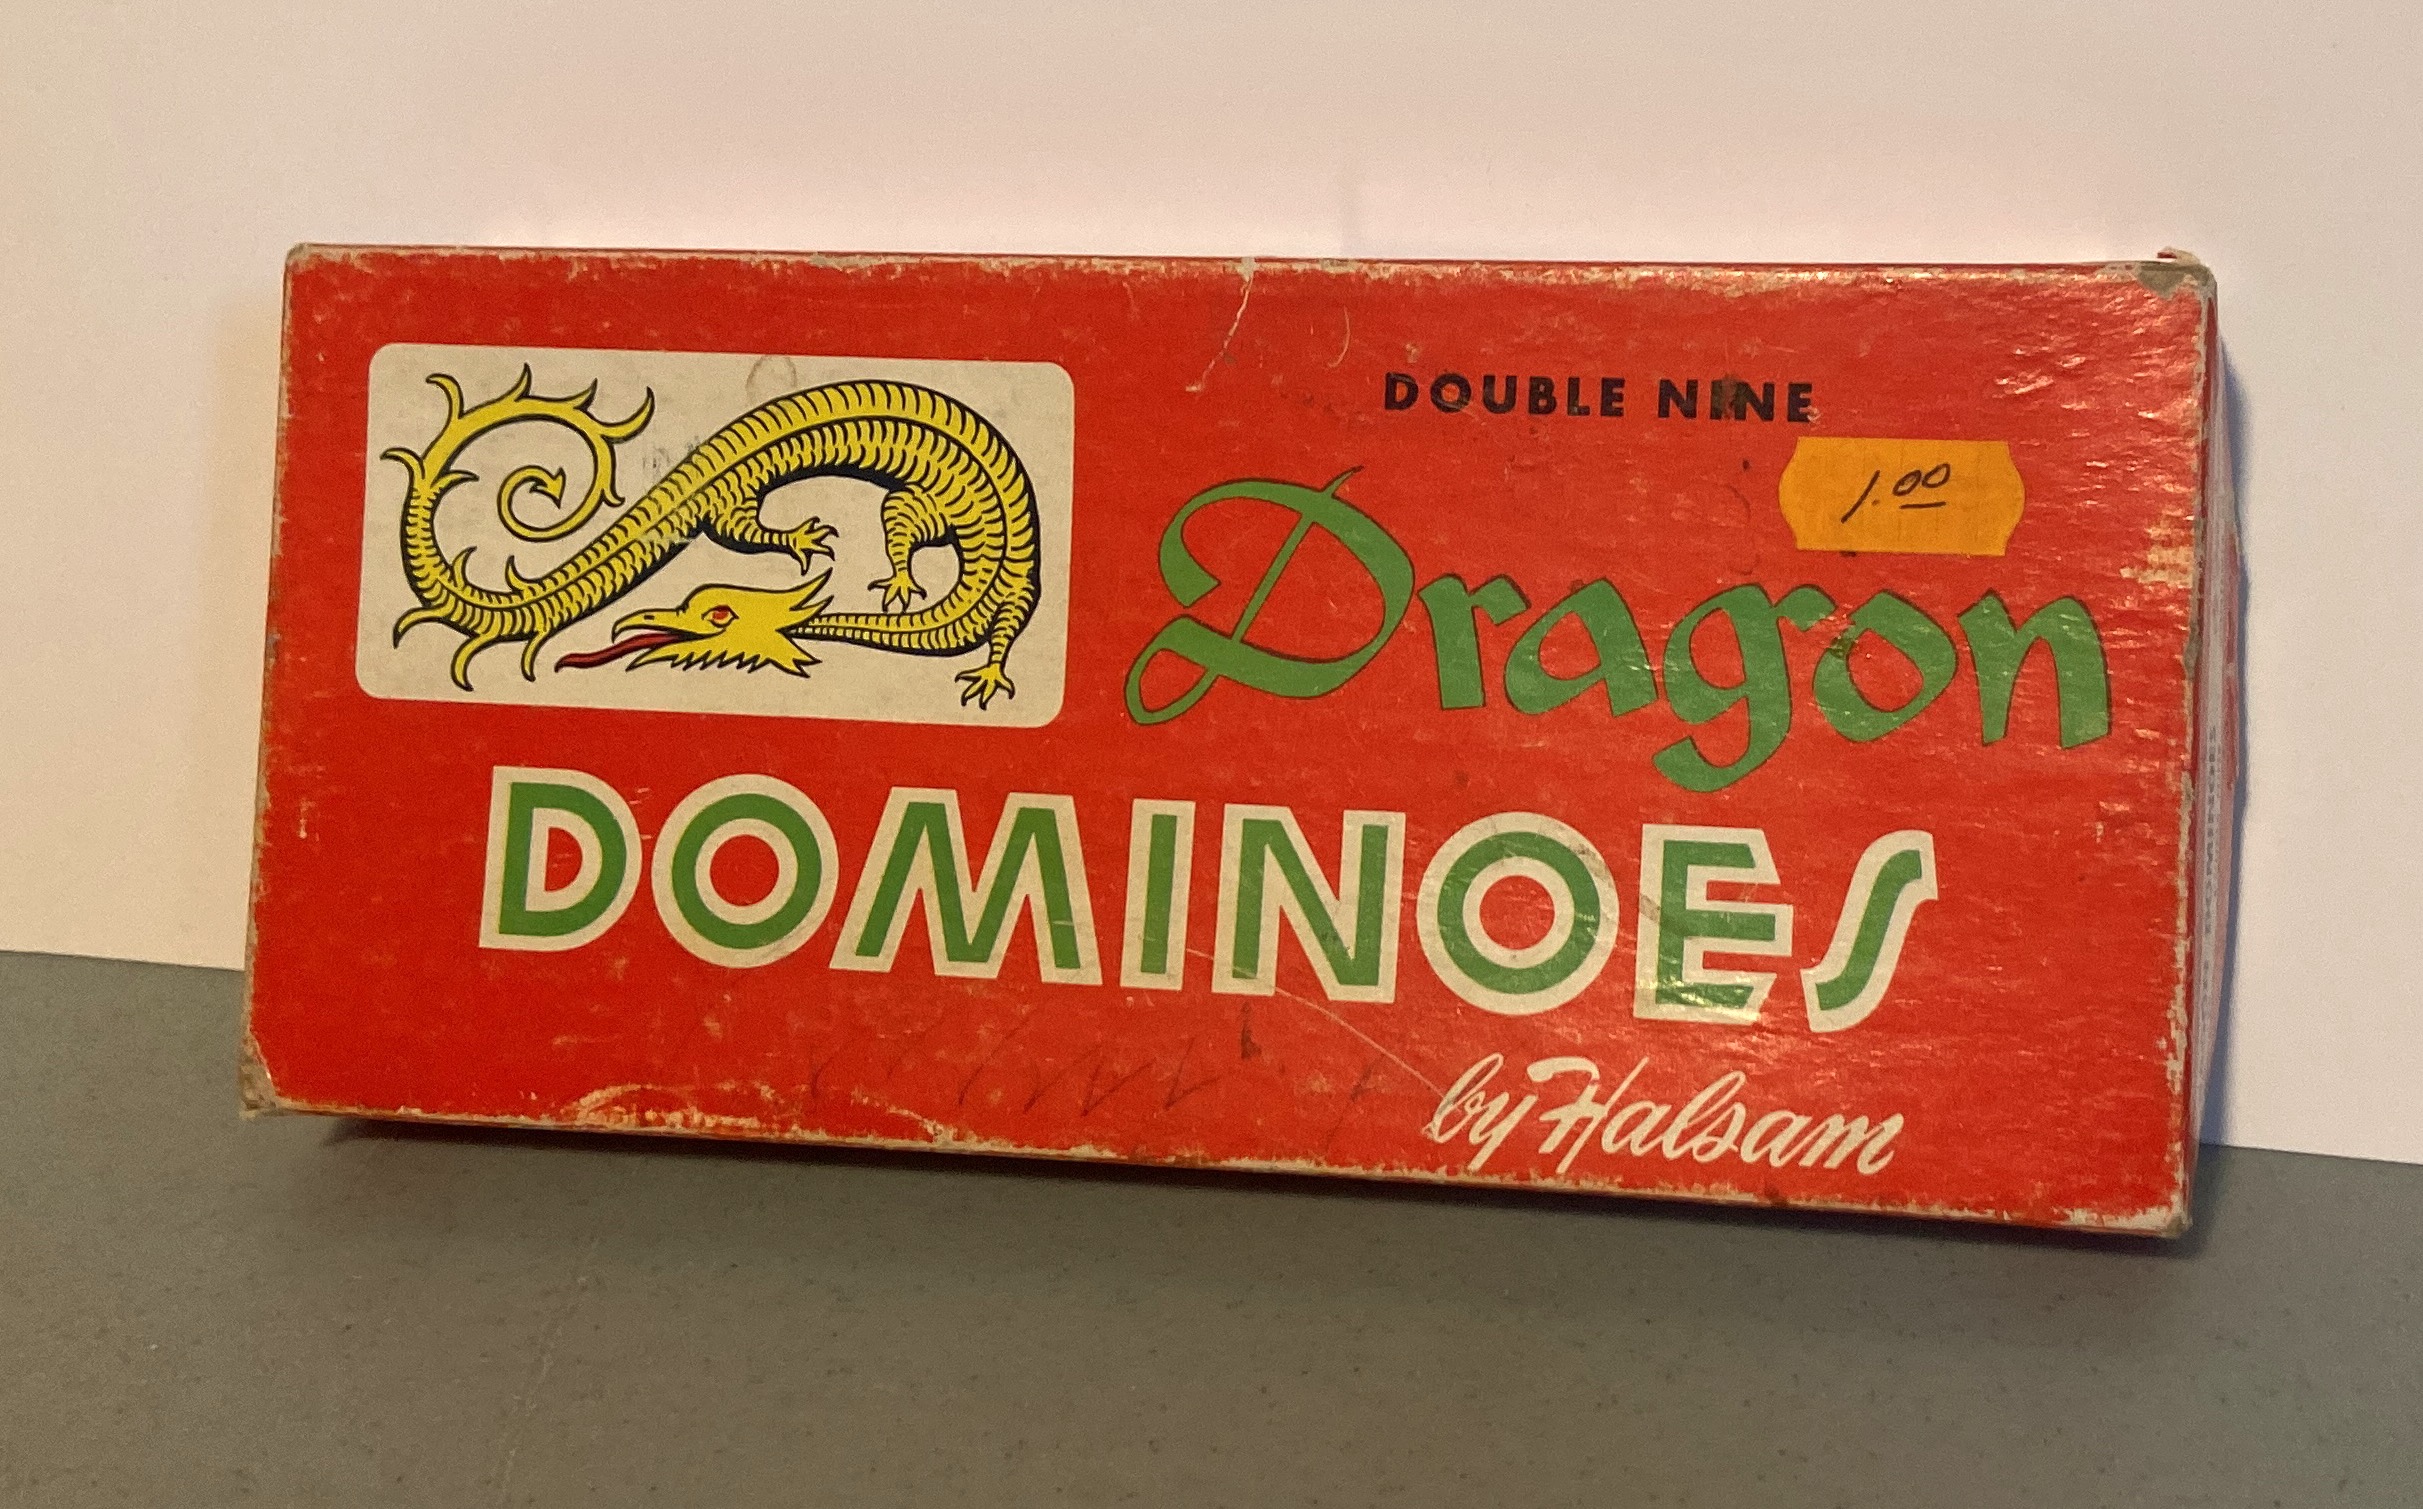 DOUBLE NINE
1.00
Dragon
DOMINOES
by Halsam